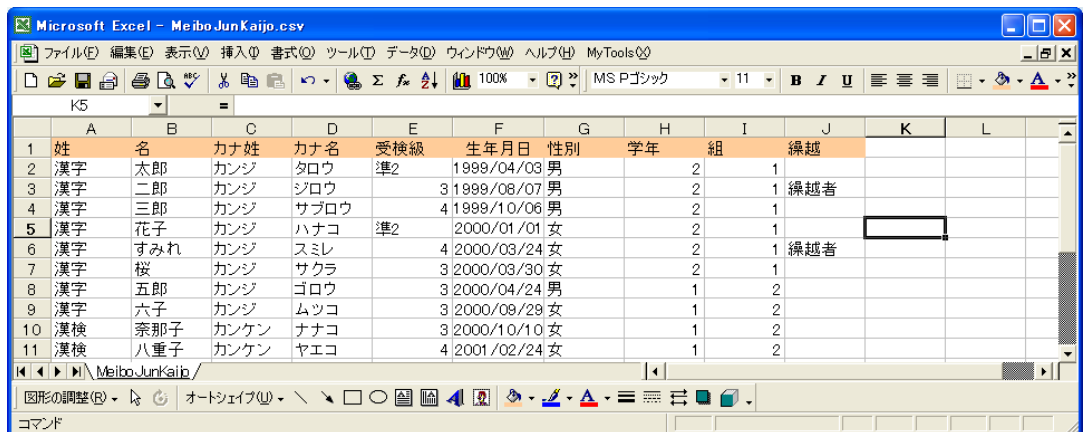 Microsoft Excel - MeiboJunKaijo.csv
ファイル(F) 編集(E) 表示(V) 挿入(I) 書式(O) ツール(T) データ(D) ウィンドウ(W) ヘルプ(H) MyTools(X)
100% MS Pゴシック 11 B I U
K5 =
A B C D E F G H I J K L
1 姓 名 カナ姓 カナ名 受検級 生年月日 性別 学年 組 繰越
2 漢字 太郎 カンジ タロウ 準2 1999/04/03 男 2 1
3 漢字 二郎 カンジ ジロウ 3 1999/08/07 男 2 1 繰越者
4 漢字 三郎 カンジ サブロウ 4 1999/10/06 男 2 1
5 漢字 花子 カンジ ハナコ 準2 2000/01/01 女 2 1
6 漢字 すみれ カンジ スミレ 4 2000/03/24 女 2 1 繰越者
7 漢字 桜 カンジ サクラ 3 2000/03/30 女 2 1
8 漢字 五郎 カンジ ゴロウ 3 2000/04/24 男 1 2
9 漢字 六子 カンジ ムツコ 3 2000/09/29 女 1 2
10 漢検 奈那子 カンケン ナナコ 3 2000/10/10 女 1 2
11 漢検 八重子 カンケン ヤエコ 4 2001/02/24 女 1 2
MeiboJunKaijo
図形の調整(R) オートシェイプ(U)
コマンド